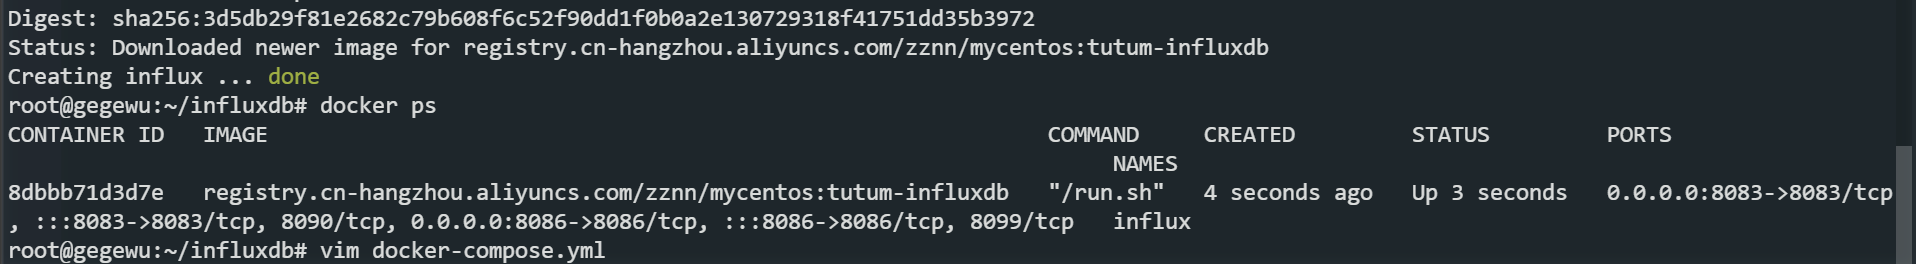 Digest: sha256:3d5db29f81e2682c79b608f6c52f90dd1f0b0a2e130729318f41751dd35b3972
Status: Downloaded newer image for registry.cn-hangzhou.aliyuncs.com/zznn/mycentos:tutum-influxdb
Creating influx ... done
root@gegewu:~/influxdb# docker ps
CONTAINER ID   IMAGE                                                            COMMAND     CREATED         STATUS         PORTS
                                                                                     NAMES
8dbbb71d3d7e   registry.cn-hangzhou.aliyuncs.com/zznn/mycentos:tutum-influxdb   "/run.sh"   4 seconds ago   Up 3 seconds   0.0.0.0:8083->8083/tcp
, :::8083->8083/tcp, 8090/tcp, 0.0.0.0:8086->8086/tcp, :::8086->8086/tcp, 8099/tcp   influx
root@gegewu:~/influxdb# vim docker-compose.yml